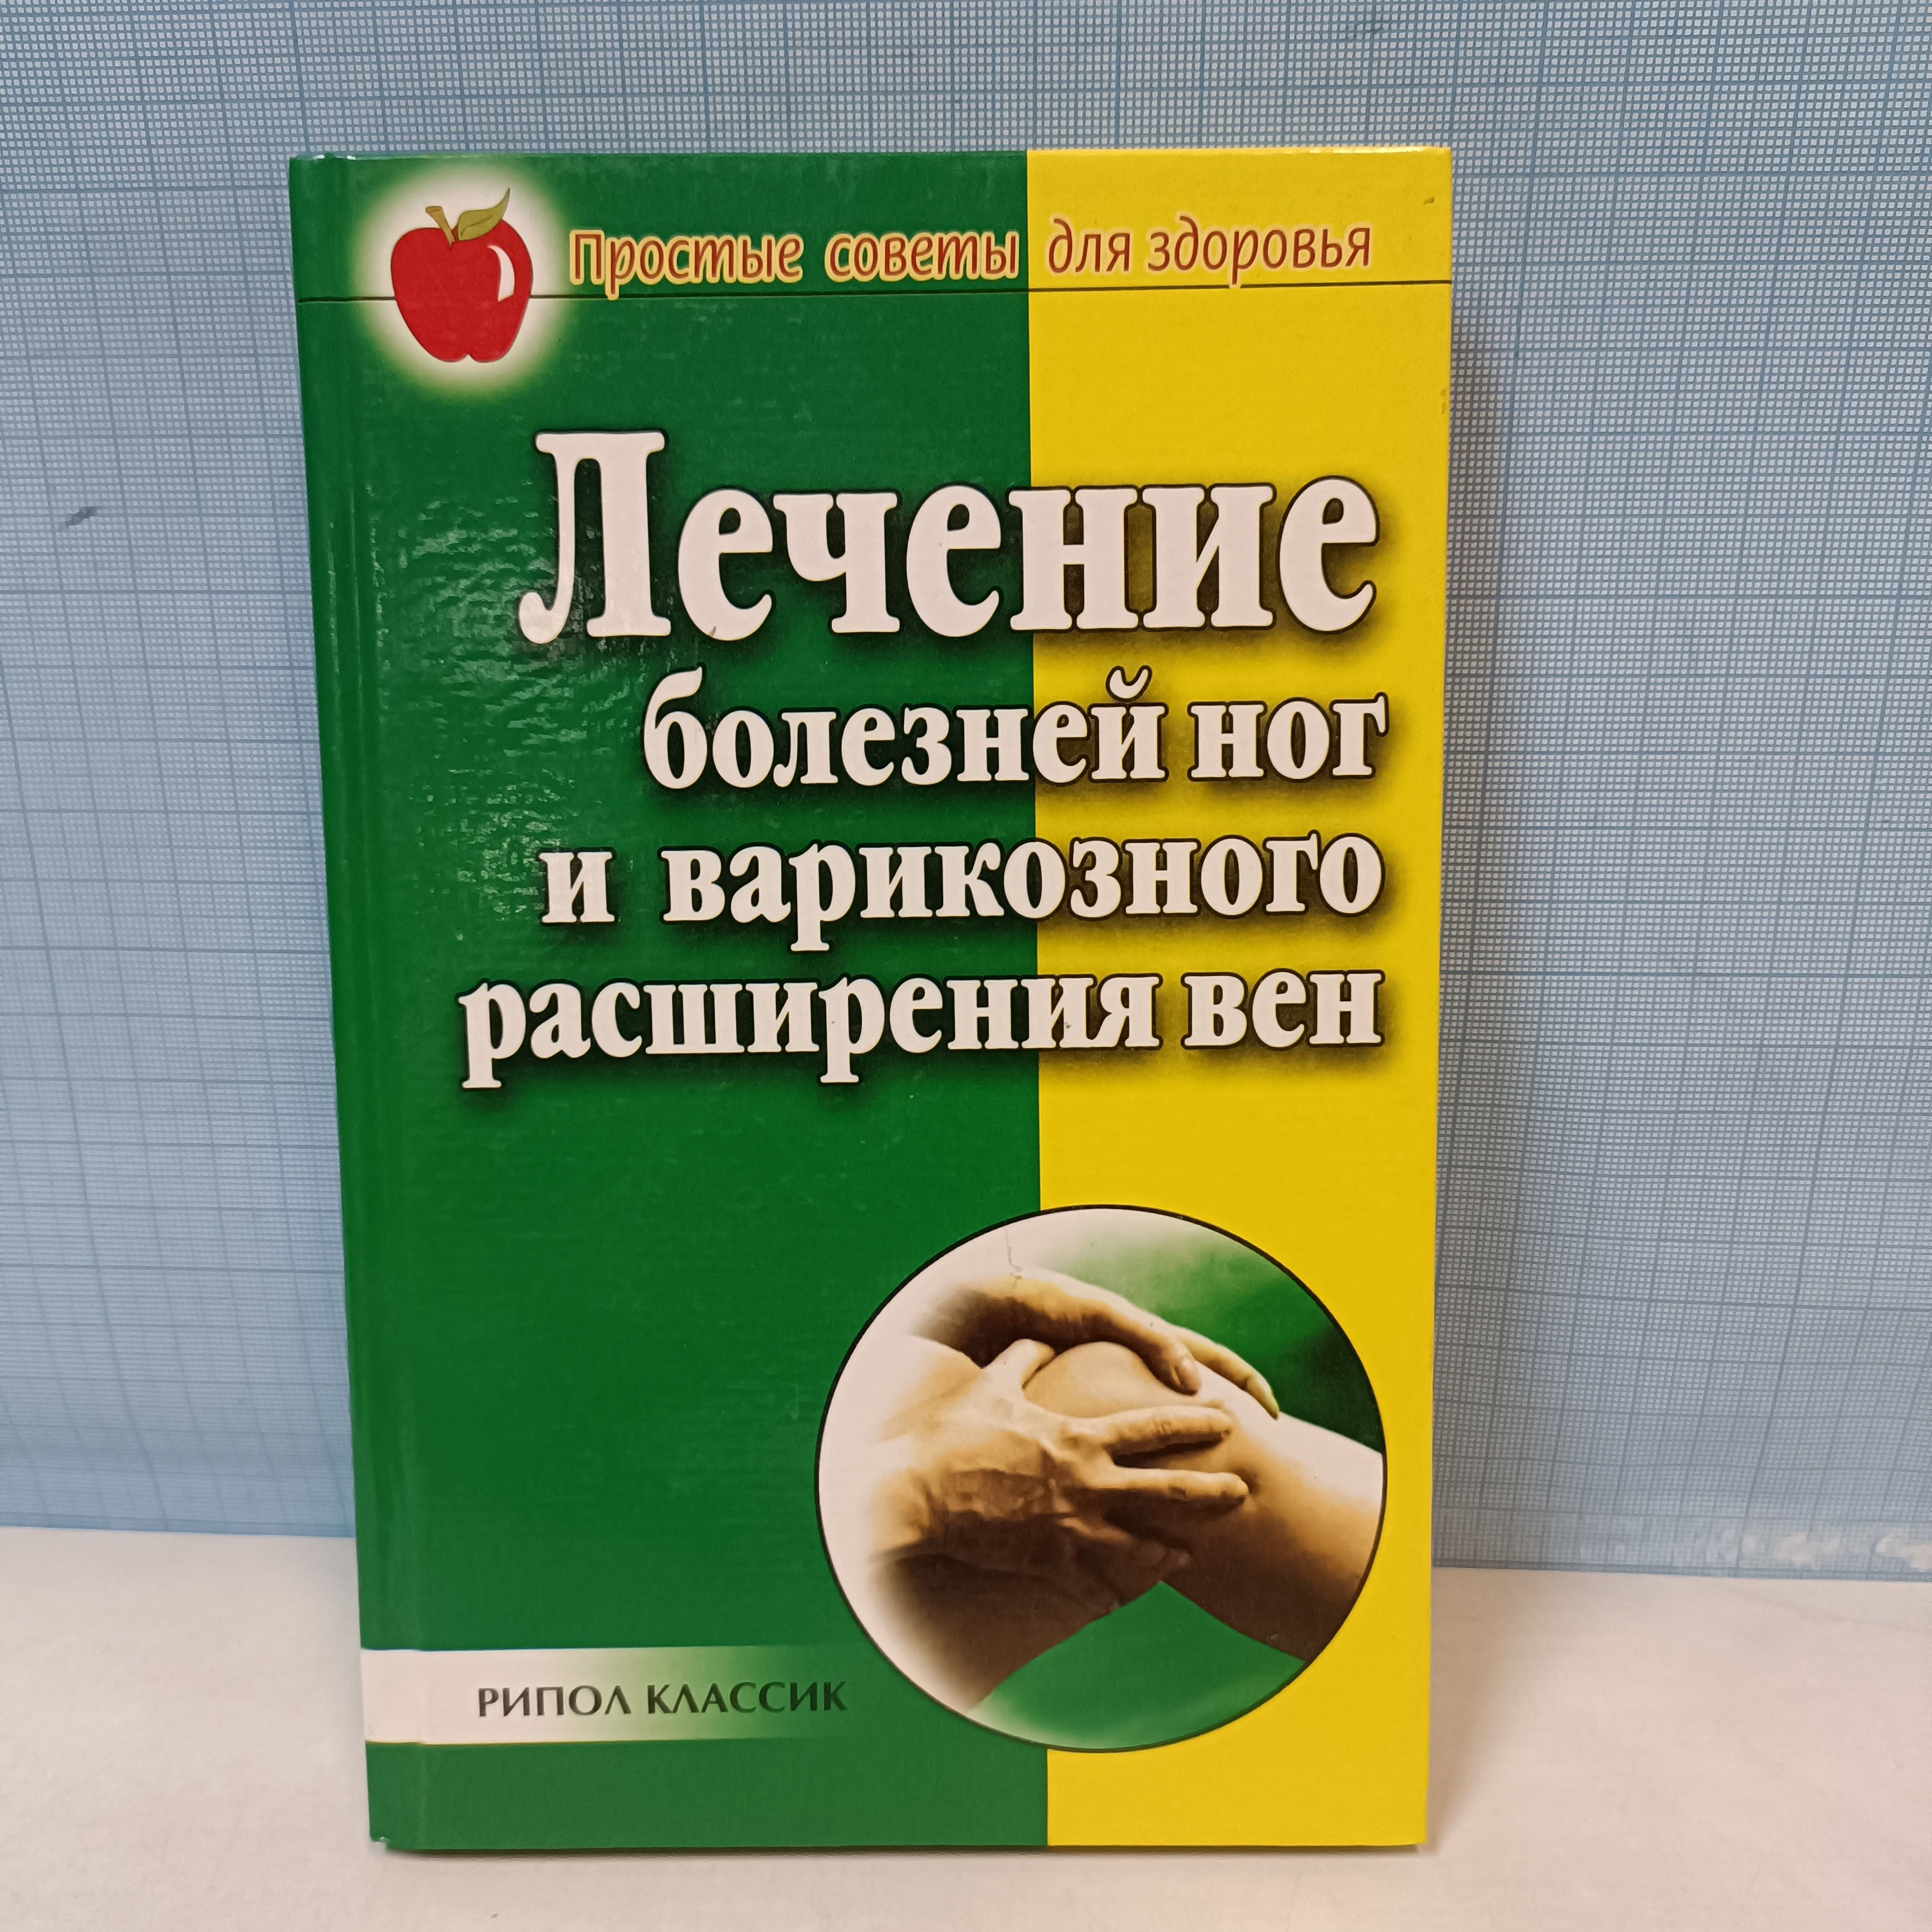 Простые советы для здоровья
Лечение
болезней ног
и варикозного
расширения вен
РИПОЛ КЛАССИК